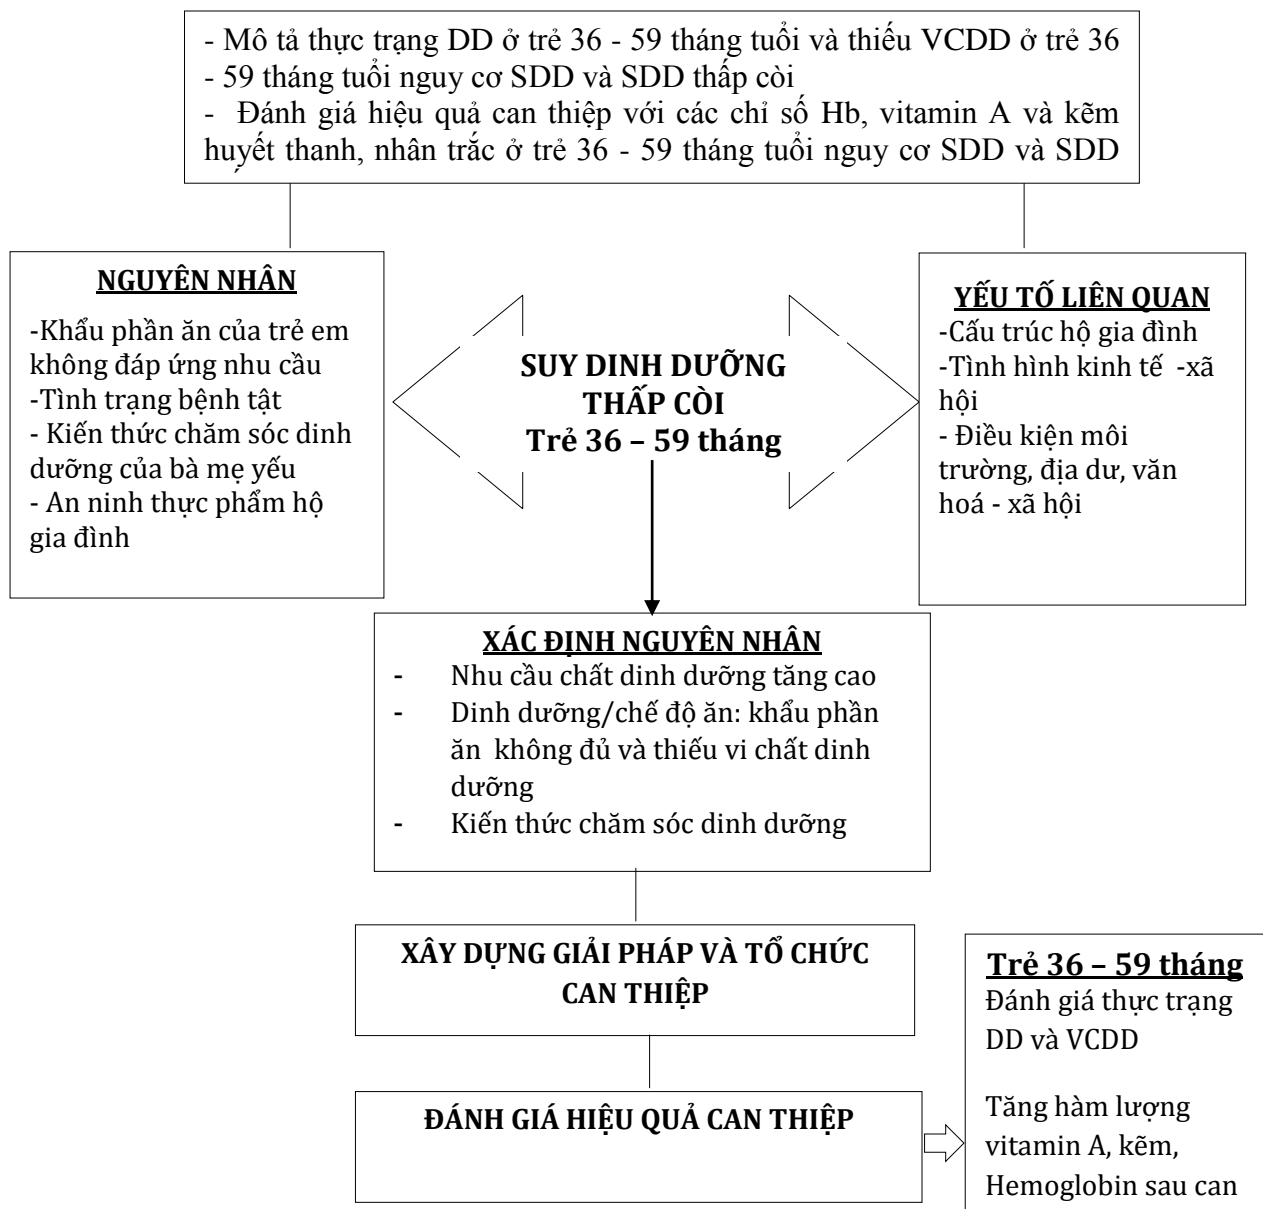 - Mô tả thực trạng DD ở trẻ 36 - 59 tháng tuổi và thiếu VCDD ở trẻ 36
- 59 tháng tuổi nguy cơ SDD và SDD thấp còi
- Đánh giá hiệu quả can thiệp với các chỉ số Hb, vitamin A và kẽm
huyết thanh, nhân trắc ở trẻ 36 - 59 tháng tuổi nguy cơ SDD và SDD
NGUYÊN NHÂN
-Khẩu phần ăn của trẻ em
không đáp ứng nhu cầu
-Tình trạng bệnh tật
- Kiến thức chăm sóc dinh
dưỡng của bà mẹ yếu
- An ninh thực phẩm hộ
gia đình
SUY DINH DƯỠNG
THẤP CÒI
Trẻ 36 – 59 tháng
YẾU TỐ LIÊN QUAN
-Cấu trúc hộ gia đình
-Tình hình kinh tế -xã
hội
- Điều kiện môi
trường, địa dư, văn
hoá - xã hội
XÁC ĐỊNH NGUYÊN NHÂN
- Nhu cầu chất dinh dưỡng tăng cao
- Dinh dưỡng/chế độ ăn: khẩu phần
ăn không đủ và thiếu vi chất dinh
dưỡng
- Kiến thức chăm sóc dinh dưỡng
XÂY DỰNG GIẢI PHÁP VÀ TỔ CHỨC
CAN THIỆP
ĐÁNH GIÁ HIỆU QUẢ CAN THIỆP
Trẻ 36 – 59 tháng
Đánh giá thực trạng
DD và VCDD
Tăng hàm lượng
vitamin A, kẽm,
Hemoglobin sau can